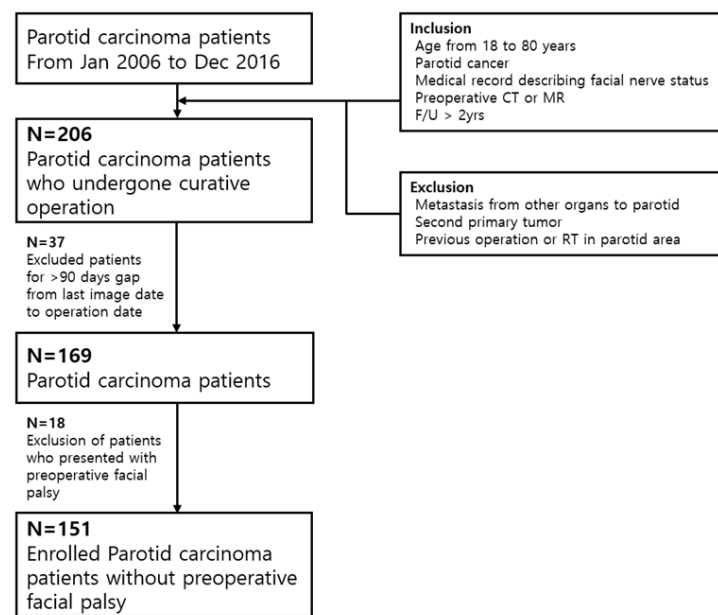 Parotid carcinoma patients
From Jan 2006 to Dec 2016
Inclusion
Age from 18 to 80 years
Parotid cancer
Medical record describing facial nerve status
Preoperative CT or MR
F/U > 2yrs
N=206
Parotid carcinoma patients
who undergone curative
operation
Exclusion
Metastasis from other organs to parotid
Second primary tumor
Previous operation or RT in parotid area
N=37
Excluded patients
for >90 days gap
from last image date
to operation date
N=169
Parotid carcinoma patients
N=18
Exclusion of patients
who presented with
preoperative facial
palsy
N=151
Enrolled Parotid carcinoma
patients without preoperative
facial palsy